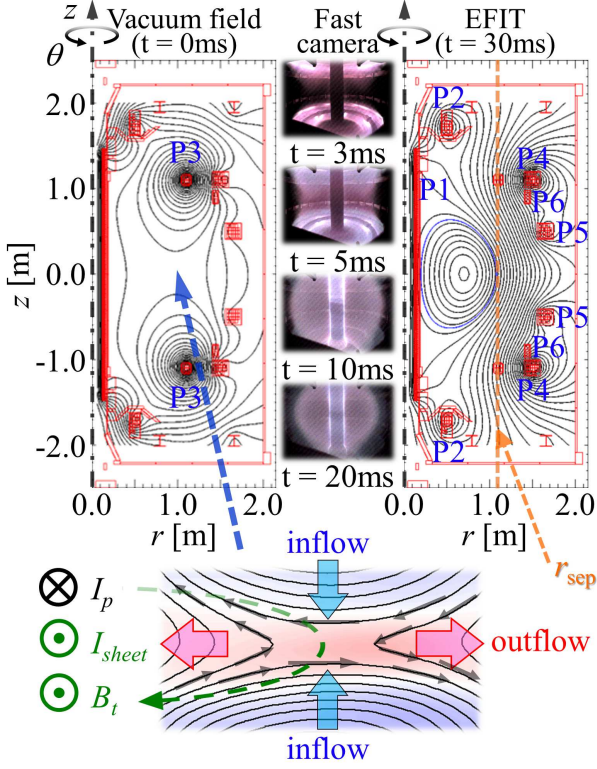 z
Vacuum field
(t = 0ms)
Fast
camera
z
EFIT
(t = 30ms)
θ
2.0
1.0
0.0
-1.0
-2.0
z [m]
P3
P3
0.0
1.0
2.0
r [m]
t = 3ms
t = 5ms
t = 10ms
t = 20ms
P2
P4
P1
P6
P5
P5
P6
P4
P2
0.0
1.0
2.0
r [m]
r_sep
inflow
I_p
I_sheet
B_t
outflow
inflow